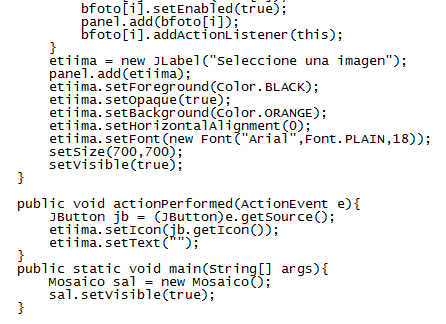 bfoto[i].setEnabled(true);
panel.add(bfoto[i]);
bfoto[i].addActionListener(this);
}
etiima = new JLabel("Seleccione una imagen");
panel.add(etiima);
etiima.setForeground(Color.BLACK);
etiima.setOpaque(true);
etiima.setBackground(Color.ORANGE);
etiima.setHorizontalAlignment(0);
etiima.setFont(new Font("Arial",Font.PLAIN,18));
setSize(700,700);
setVisible(true);
}
public void actionPerformed(ActionEvent e){
JButton jb = (JButton)e.getSource();
etiima.setIcon(jb.getIcon());
etiima.setText("");
}
public static void main(String[] args){
Mosaico sal = new Mosaico();
sal.setVisible(true);
}